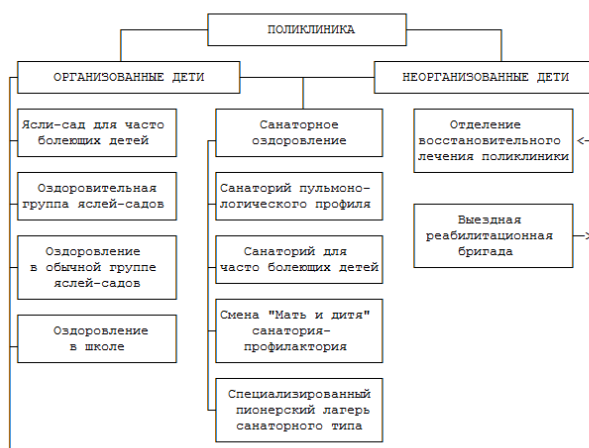 ПОЛИКЛИНИКА
ОРГАНИЗОВАННЫЕ ДЕТИ
НЕОРГАНИЗОВАННЫЕ ДЕТИ
Ясли-сад для часто
болеющих детей
Оздоровительная
группа яслей-садов
Оздоровление
в обычной группе
яслей-садов
Оздоровление
в школе
Санаторное
оздоровление
Санаторий пульмоно-
логического профиля
Санаторий для
часто болеющих детей
Смена "Мать и дитя"
санатория-
профилактория
Специализированный
пионерский лагерь
санаторного типа
Отделение
восстановительного
лечения поликлиники
Выездная
реабилитационная
бригада